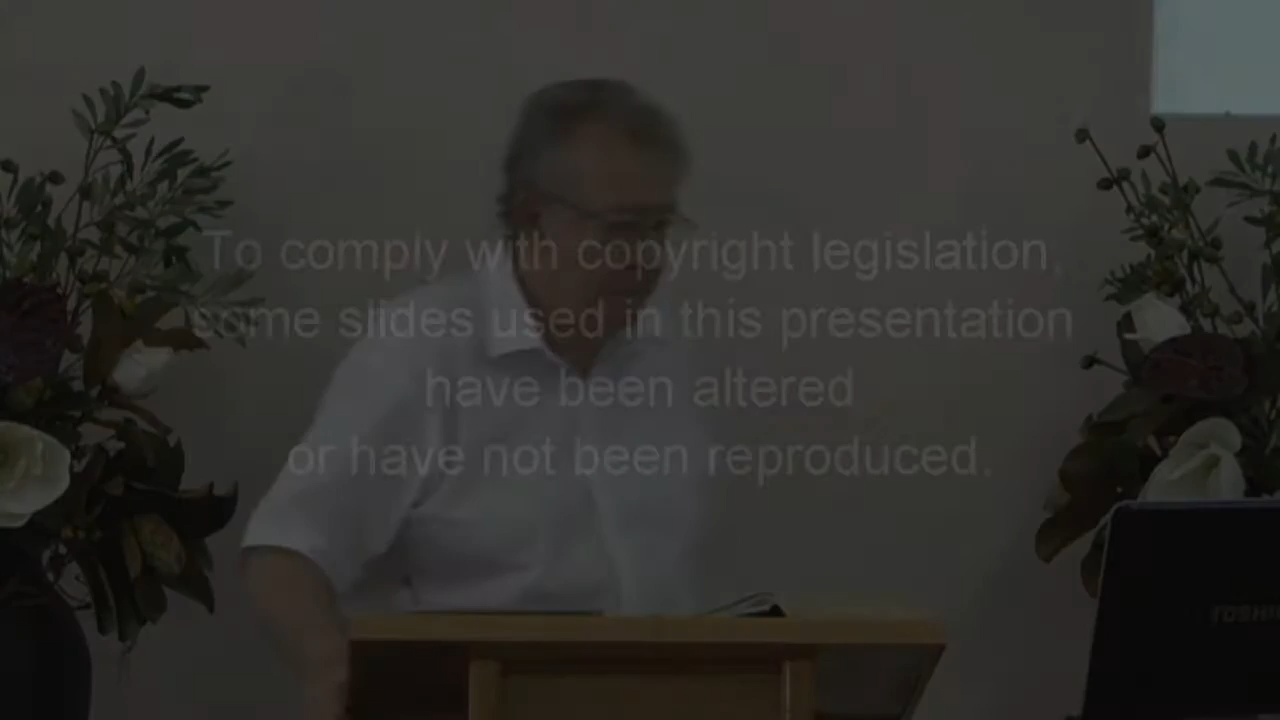 To comply with copyright legislation,
some slides used in this presentation
have been altered
or have not been reproduced.
TOSHIBA